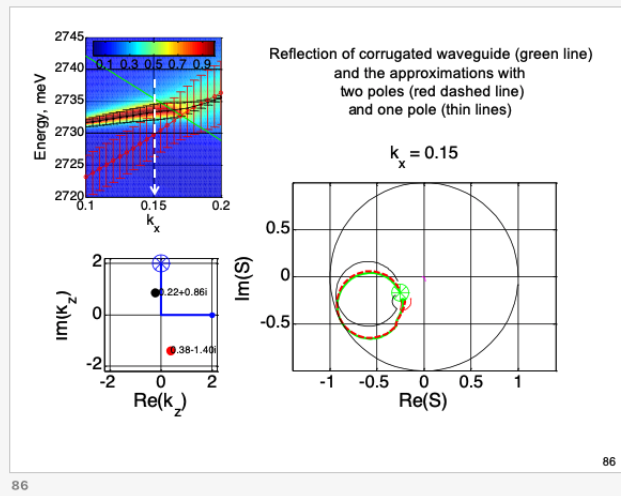 2745
2740
2735
2730
2725
2720
Energy, meV
0.1 0.3 0.5 0.7 0.9
0.1 0.15 0.2
kx
Reflection of corrugated waveguide (green line)
and the approximations with
two poles (red dashed line)
and one pole (thin lines)
kx = 0.15
2
0
-2
Im(kz)
0.22+0.86i
0.38-1.40i
-2 0 2
Re(kz)
0.5
0
-0.5
Im(S)
-1 -0.5 0 0.5 1
Re(S)
86
86